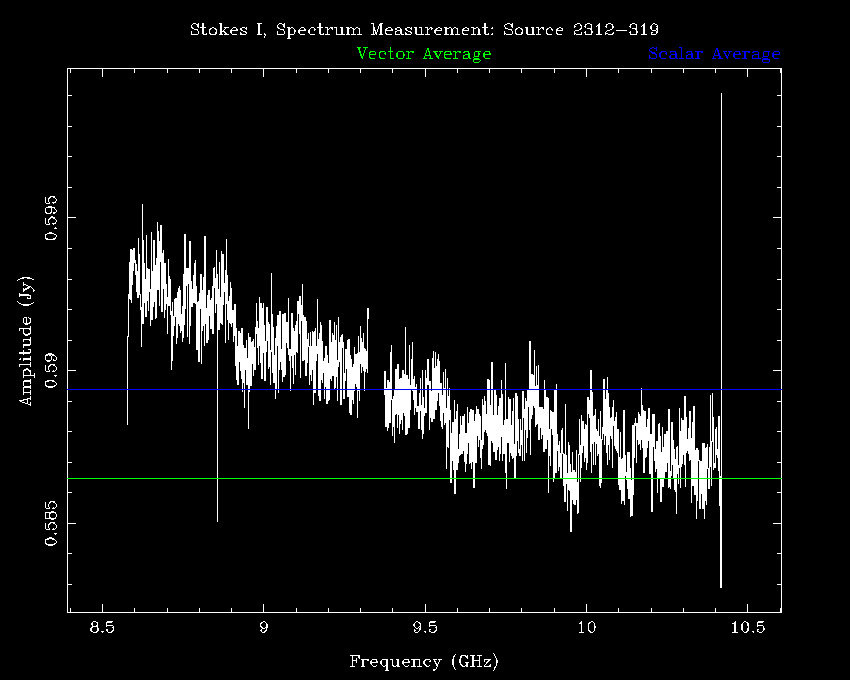 Stokes I, Spectrum Measurement: Source 2312-319
Vector Average
Scalar Average
0.595
0.59
0.585
Amplitude (Jy)
8.5
9
9.5
10
10.5
Frequency (GHz)